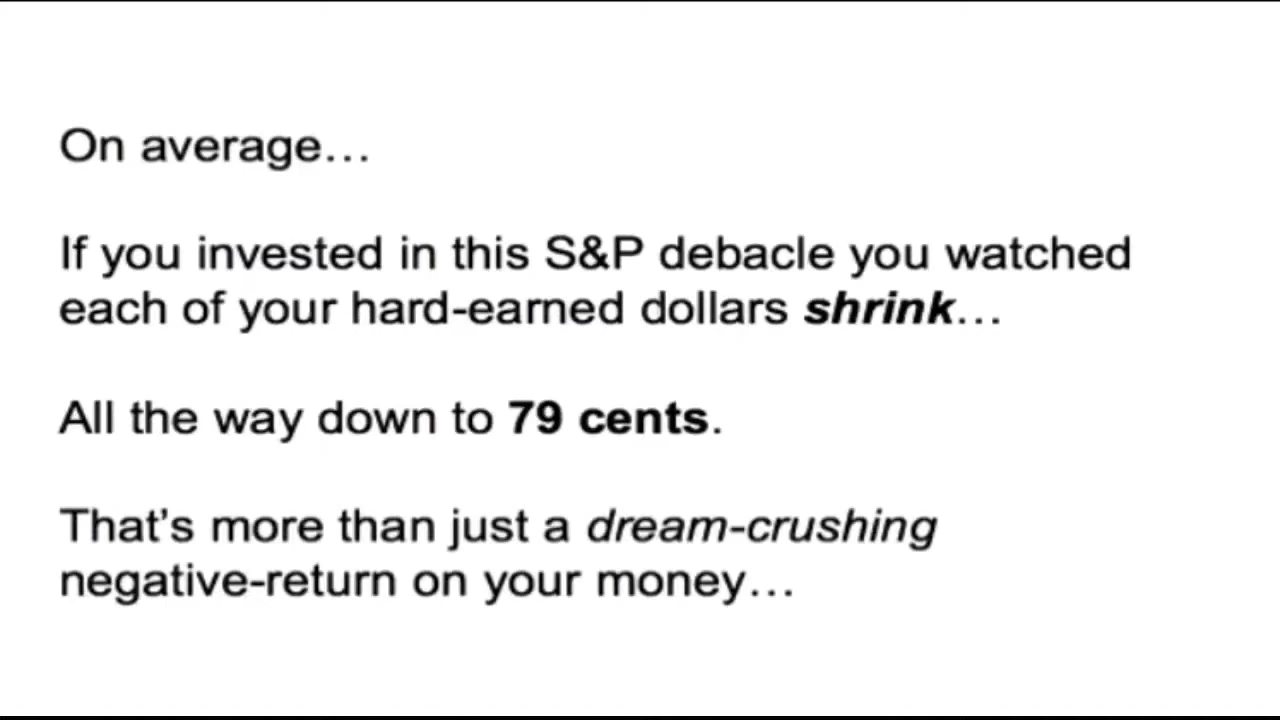 On average…
If you invested in this S&P debacle you watched
each of your hard-earned dollars shrink…
All the way down to 79 cents.
That’s more than just a dream-crushing
negative-return on your money…